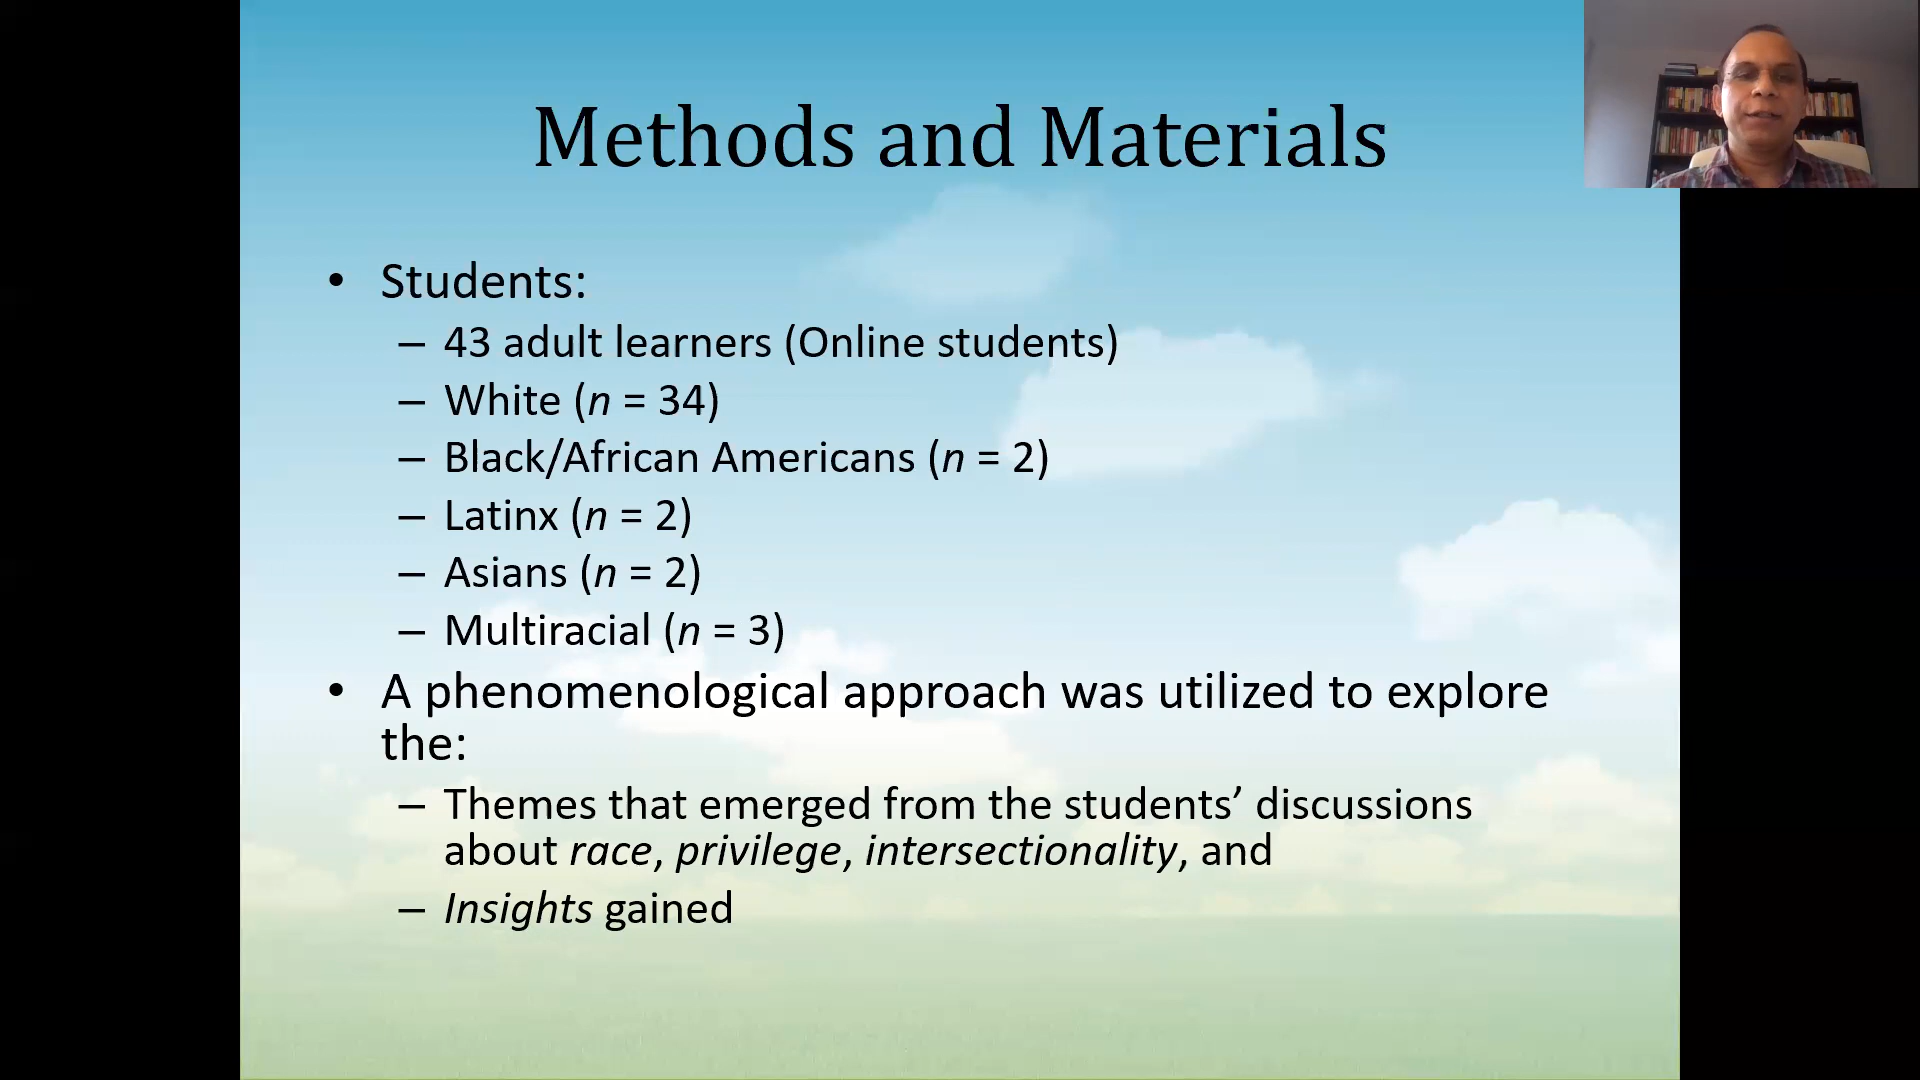 Methods and Materials
• Students:
– 43 adult learners (Online students)
– White (n = 34)
– Black/African Americans (n = 2)
– Latinx (n = 2)
– Asians (n = 2)
– Multiracial (n = 3)
• A phenomenological approach was utilized to explore
the:
– Themes that emerged from the students’ discussions
about race, privilege, intersectionality, and
– Insights gained